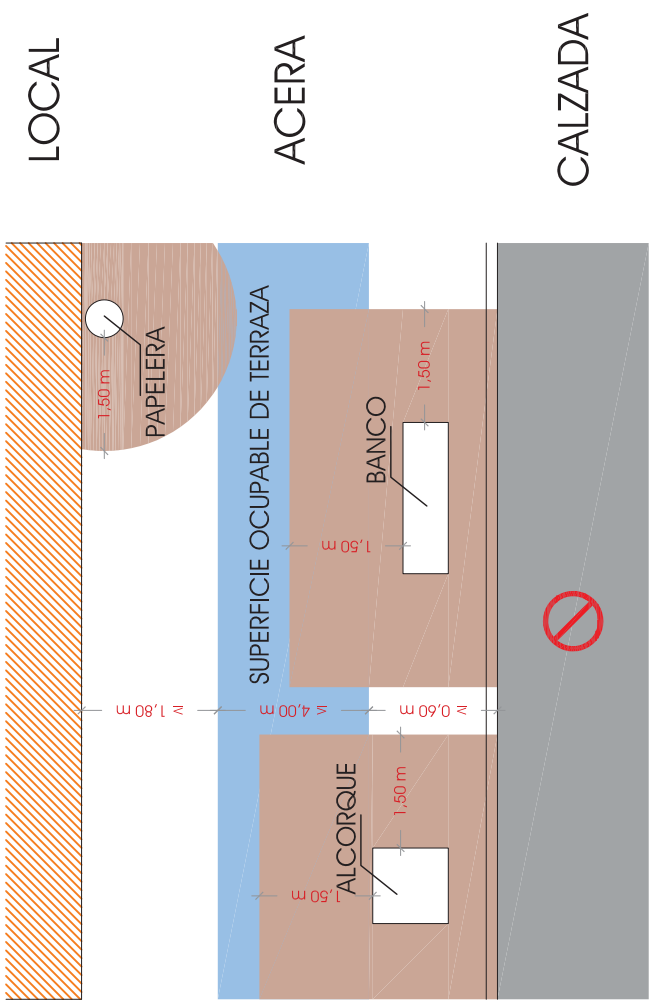 LOCAL
ACERA
CALZADA
PAPELERA
1,50 m
SUPERFICIE OCUPABLE DE TERRAZA
BANCO
1,50 m
1,50 m
≥ 1,80 m
≥ 4,00 m
≥ 0,60 m
ALCORQUE
1,50 m
1,50 m